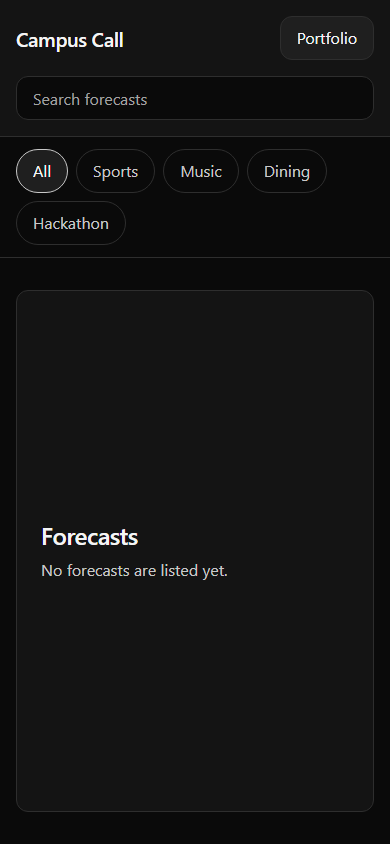 Campus Call
Portfolio
Search forecasts
All
Sports
Music
Dining
Hackathon
Forecasts
No forecasts are listed yet.